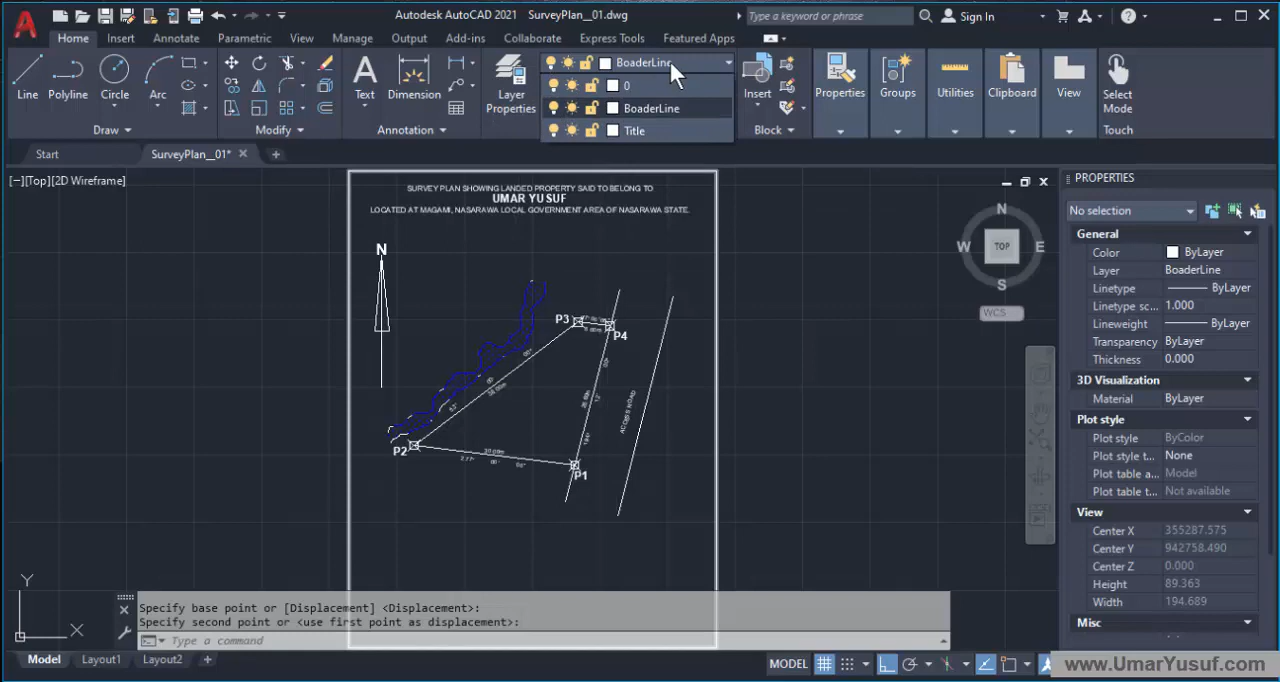 Autodesk AutoCAD 2021 SurveyPlan_01.dwg
Type a keyword or phrase
Sign In
Home
Insert
Annotate
Parametric
View
Manage
Output
Add-ins
Collaborate
Express Tools
Featured Apps
Line
Polyline
Circle
Arc
Draw
Modify
Text
Dimension
Annotation
Layer
Properties
BoaderLine
0
BoaderLine
Title
Insert
Block
Properties
Groups
Utilities
Clipboard
View
Select
Mode
Touch
Start
SurveyPlan_01*
[−][Top][2D Wireframe]
SURVEY PLAN SHOWING LANDED PROPERTY SAID TO BELONG TO
UMAR YUSUF
LOCATED AT MAGAMI, NASARAWA LOCAL GOVERNMENT AREA OF NASARAWA STATE.
N
P3
P4
P2
P1
ACCESS ROAD
N
W
TOP
E
S
WCS
PROPERTIES
No selection
General
Color ByLayer
Layer BoaderLine
Linetype ByLayer
Linetype sc... 1.000
Lineweight ByLayer
Transparency ByLayer
Thickness 0.000
3D Visualization
Material ByLayer
Plot style
Plot style ByColor
Plot style t... None
Plot table a... Model
Plot table t... Not available
View
Center X 355287.575
Center Y 942758.490
Center Z 0.000
Height 89.363
Width 194.689
Misc
Y
X
Specify base point or [Displacement] <Displacement>:
Specify second point or <use first point as displacement>:
Type a command
Model
Layout1
Layout2
MODEL
www.UmarYusuf.com